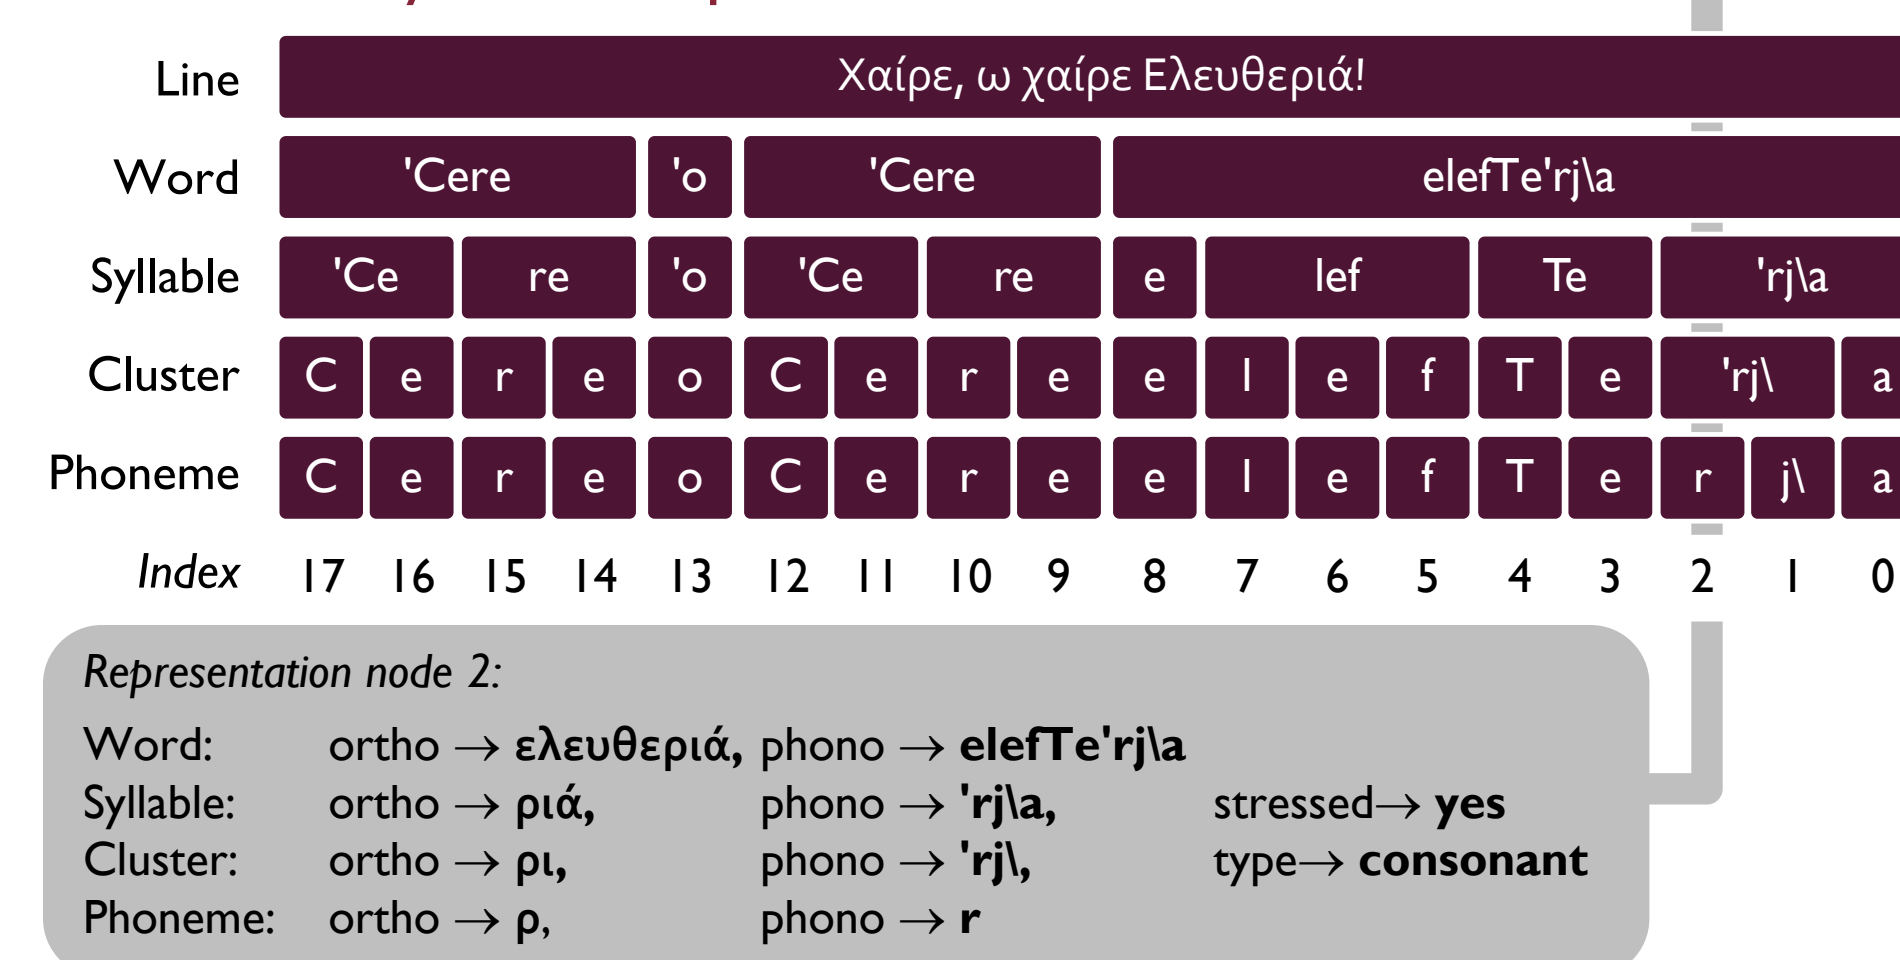 Line Χαίρε, ω χαίρε Ελευθεριά!
Word 'Cere 'o 'Cere elefTe'rj\a
Syllable 'Ce re 'o 'Ce re e lef Te 'rj\a
Cluster C e r e o C e r e e l e f T e 'rj\ a
Phoneme C e r e o C e r e e l e f T e r j\ a
Index 17 16 15 14 13 12 11 10 9 8 7 6 5 4 3 2 1 0
Representation node 2:
Word: ortho → ελευθεριά, phono → elefTe'rj\a
Syllable: ortho → ριά, phono → 'rj\a, stressed→ yes
Cluster: ortho → ρι, phono → 'rj\, type→ consonant
Phoneme: ortho → ρ, phono → r